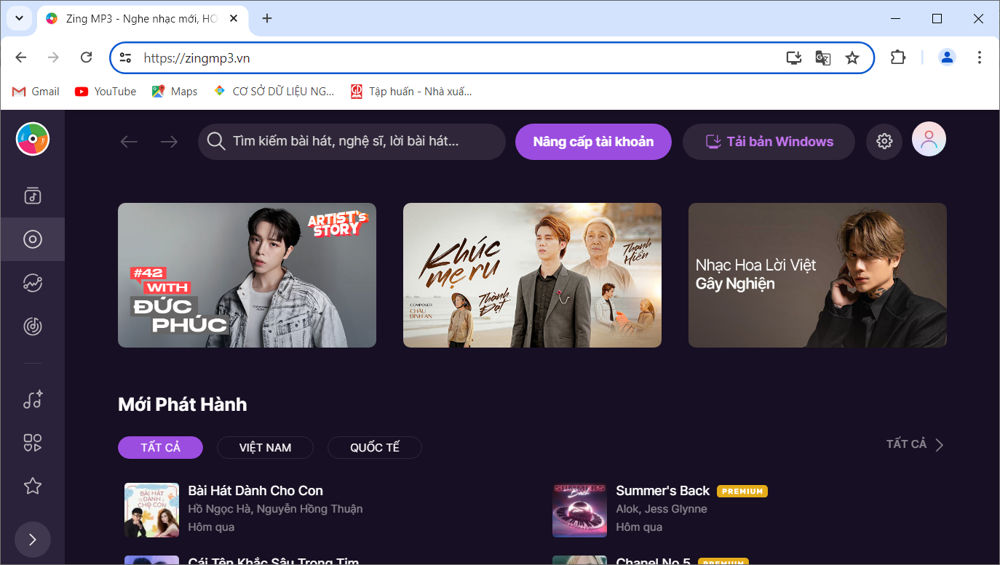 Zing MP3 - Nghe nhạc mới, HO
https://zingmp3.vn
Gmail
YouTube
Maps
CƠ SỞ DỮ LIỆU NG...
Tập huấn - Nhà xuấ...
Tìm kiếm bài hát, nghệ sĩ, lời bài hát...
Nâng cấp tài khoản
Tải bản Windows
ARTIST's
STORY
#42
WITH
ĐỨC
PHÚC
Khúc
mẹ ru
Thanh
Hiền
Thành
Đạt
COMPOSER
CHÂU
ĐÌNH AN
Nhạc Hoa Lời Việt
Gây Nghiện
Mới Phát Hành
TẤT CẢ
VIỆT NAM
QUỐC TẾ
TẤT CẢ
BÀI HÁT
DÀNH
CHO CON
Bài Hát Dành Cho Con
Hồ Ngọc Hà, Nguyễn Hồng Thuận
Hôm qua
SUMMERS
Back
Summer's Back
PREMIUM
Alok, Jess Glynne
Hôm qua
Cái Tên Khắc Sâu Trong Tim
Chanel No.5
PREMIUM